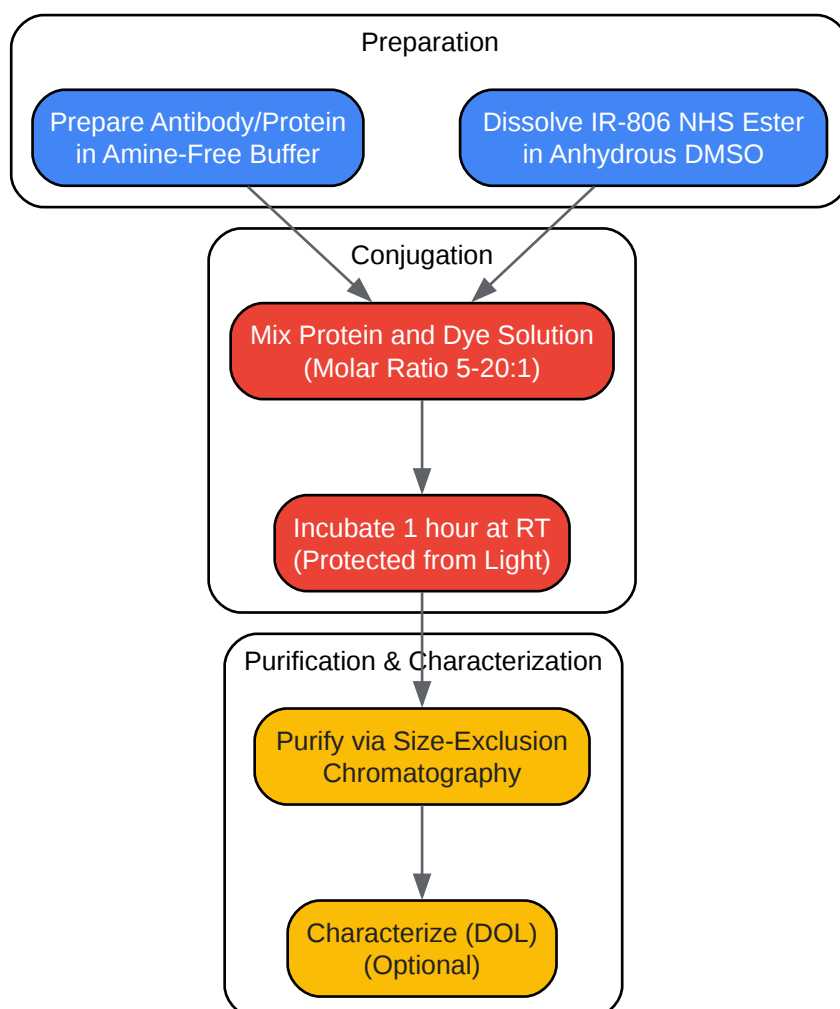 Preparation
Prepare Antibody/Protein
in Amine-Free Buffer
Dissolve IR-806 NHS Ester
in Anhydrous DMSO
Conjugation
Mix Protein and Dye Solution
(Molar Ratio 5-20:1)
Incubate 1 hour at RT
(Protected from Light)
Purification & Characterization
Purify via Size-Exclusion
Chromatography
Characterize (DOL)
(Optional)